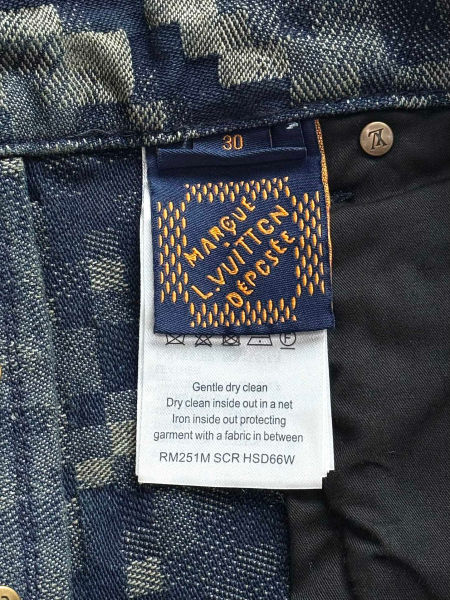 30
MARQUE
L. VUITTON
DÉPOSÉE
Gentle dry clean
Dry clean inside out in a net
Iron inside out protecting
garment with a fabric in between
RM251M SCR HSD66W
LV